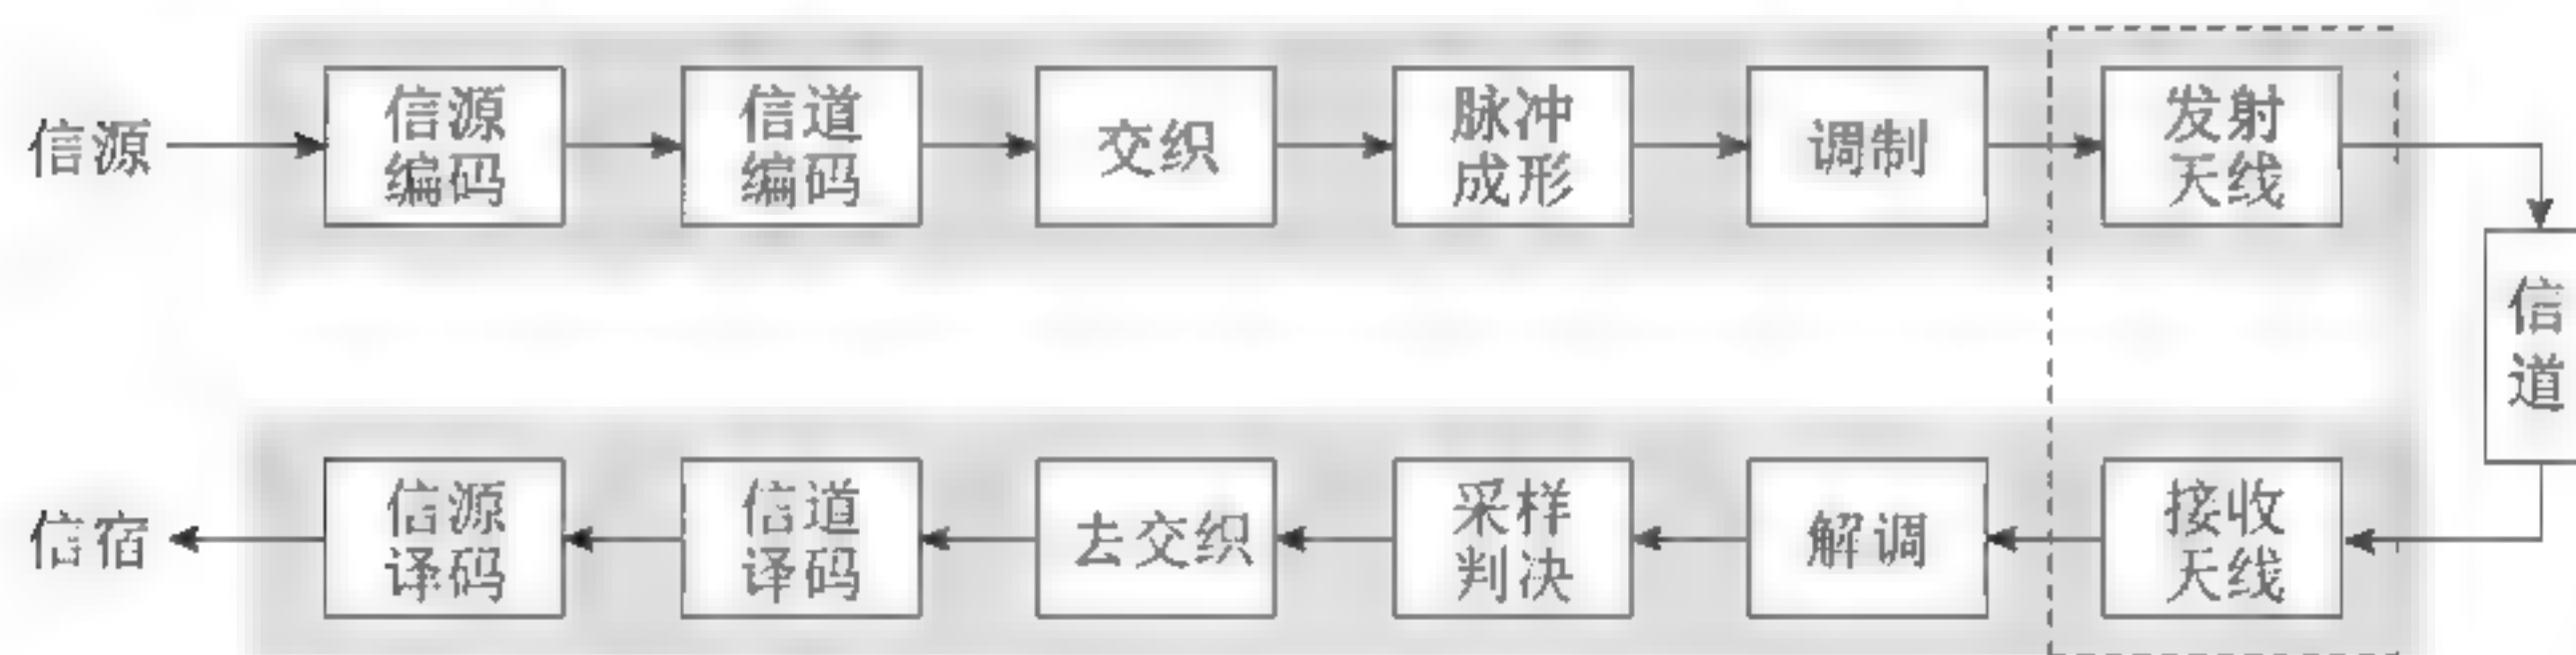 信源
信源
编码
信道
编码
交织
脉冲
成形
调制
发射
天线
信
道
信宿
信源
译码
信道
译码
去交织
采样
判决
解调
接收
天线